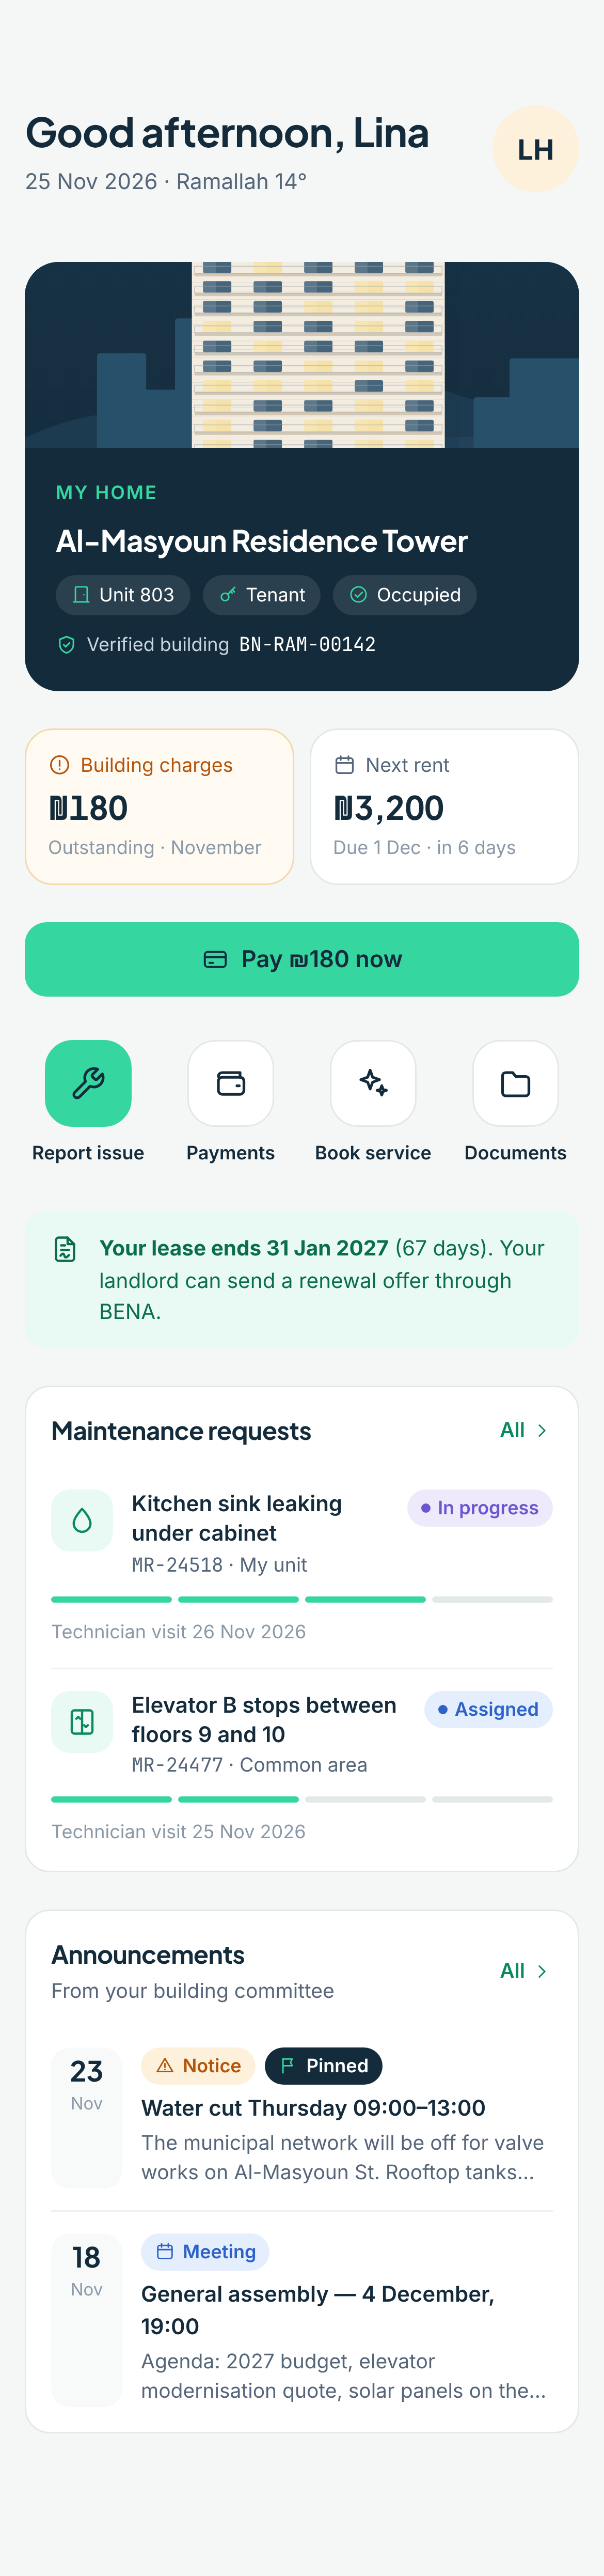 Good afternoon, Lina
LH
25 Nov 2026 · Ramallah 14°
MY HOME
Al-Masyoun Residence Tower
Unit 803
Tenant
Occupied
Verified building BN-RAM-00142
Building charges
₪180
Outstanding · November
Next rent
₪3,200
Due 1 Dec · in 6 days
Pay ₪180 now
Report issue
Payments
Book service
Documents
Your lease ends 31 Jan 2027 (67 days). Your
landlord can send a renewal offer through
BENA.
Maintenance requests
All
Kitchen sink leaking
under cabinet
In progress
MR-24518 · My unit
Technician visit 26 Nov 2026
Elevator B stops between
floors 9 and 10
Assigned
MR-24477 · Common area
Technician visit 25 Nov 2026
Announcements
All
From your building committee
23
Nov
Notice
Pinned
Water cut Thursday 09:00–13:00
The municipal network will be off for valve
works on Al-Masyoun St. Rooftop tanks...
18
Nov
Meeting
General assembly — 4 December,
19:00
Agenda: 2027 budget, elevator
modernisation quote, solar panels on the...